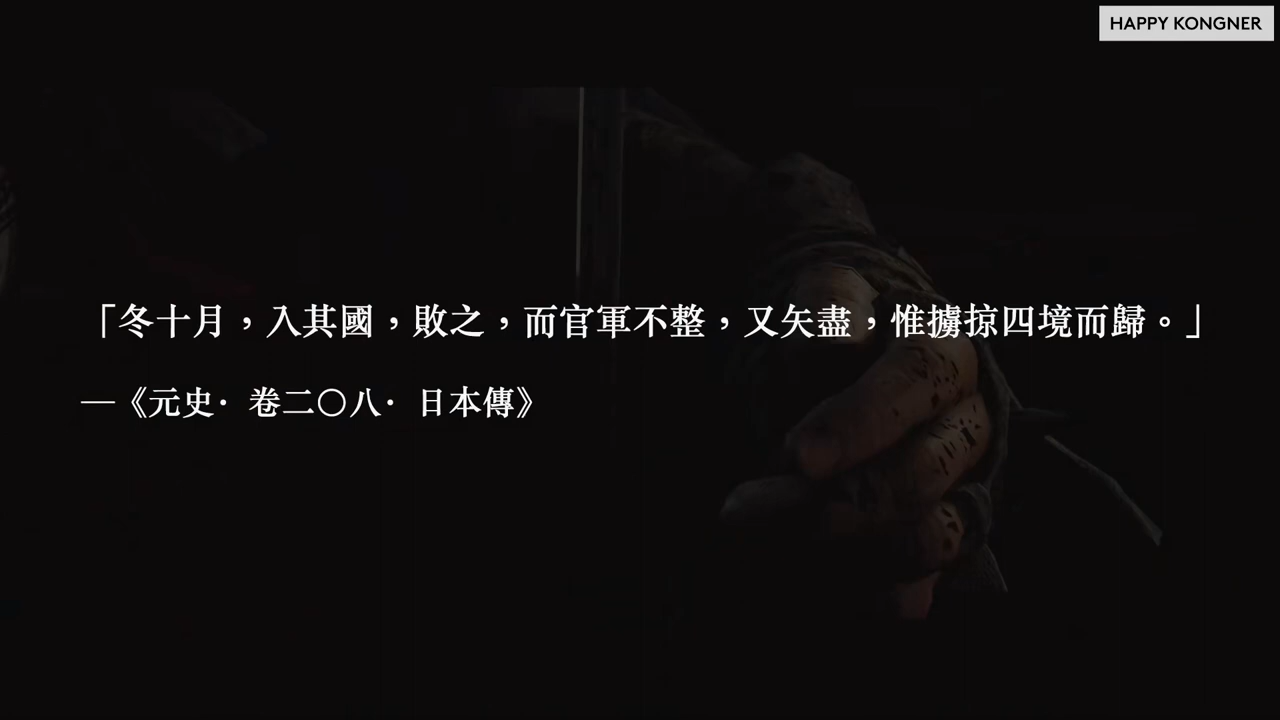 HAPPY KONGNER
「冬十月，入其國，敗之，而官軍不整，又矢盡，惟擄掠四境而歸。」
—《元史· 卷二〇八· 日本傳》